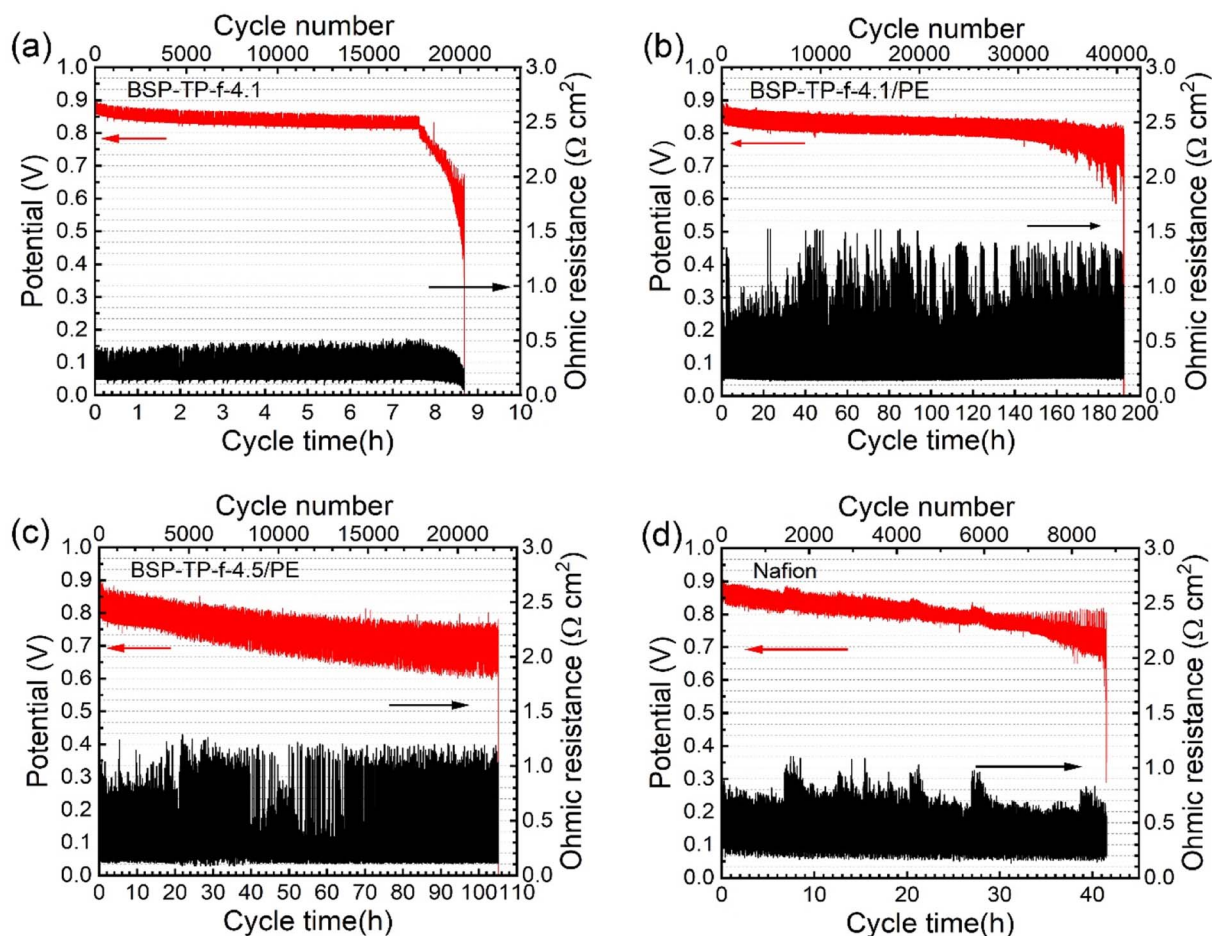 (a)
Cycle number
0 5000 10000 15000 20000
BSP-TP-f-4.1
Potential (V)
1.0
0.9
0.8
0.7
0.6
0.5
0.4
0.3
0.2
0.1
0.0
3.0
2.5
2.0
1.5
1.0
0.5
0.0
Ohmic resistance (Ω cm²)
0 1 2 3 4 5 6 7 8 9 10
Cycle time(h)
(b)
Cycle number
0 10000 20000 30000 40000
BSP-TP-f-4.1/PE
Potential (V)
1.0
0.9
0.8
0.7
0.6
0.5
0.4
0.3
0.2
0.1
0.0
3.0
2.5
2.0
1.5
1.0
0.5
0.0
Ohmic resistance (Ω cm²)
0 20 40 60 80 100 120 140 160 180 200
Cycle time(h)
(c)
Cycle number
0 5000 10000 15000 20000
BSP-TP-f-4.5/PE
Potential (V)
1.0
0.9
0.8
0.7
0.6
0.5
0.4
0.3
0.2
0.1
0.0
3.0
2.5
2.0
1.5
1.0
0.5
0.0
Ohmic resistance (Ω cm²)
0 10 20 30 40 50 60 70 80 90 100 110
Cycle time(h)
(d)
Cycle number
0 2000 4000 6000 8000
Nafion
Potential (V)
1.0
0.9
0.8
0.7
0.6
0.5
0.4
0.3
0.2
0.1
0.0
3.0
2.5
2.0
1.5
1.0
0.5
0.0
Ohmic resistance (Ω cm²)
0 10 20 30 40
Cycle time(h)